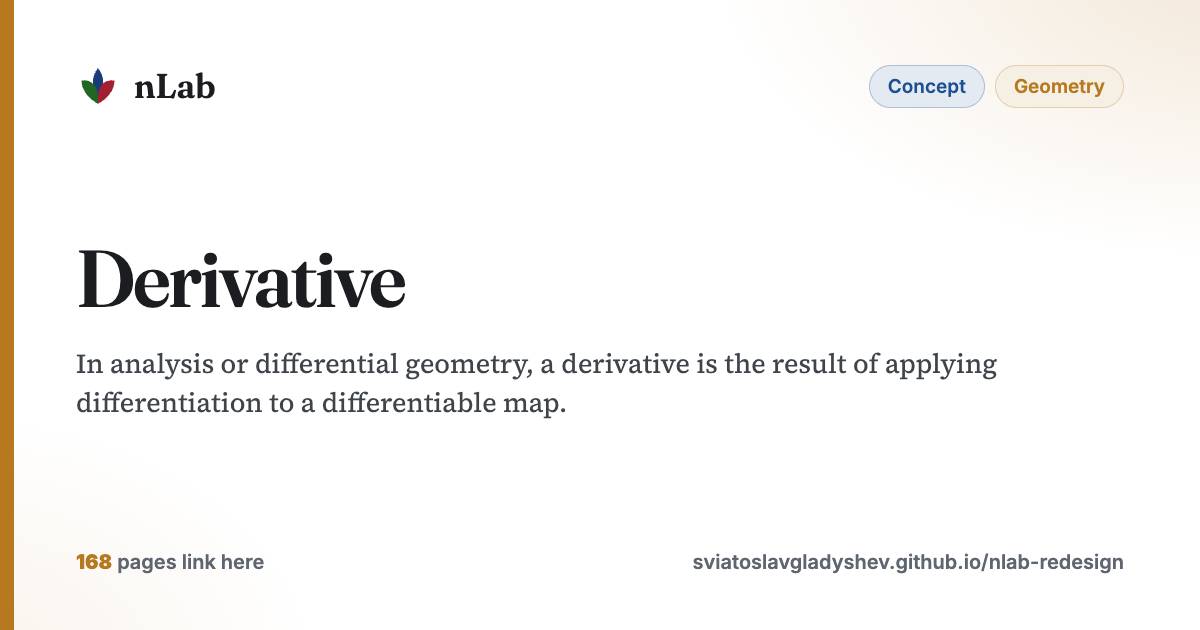 nLab
Concept
Geometry
Derivative
In analysis or differential geometry, a derivative is the result of applying
differentiation to a differentiable map.
168 pages link here
sviatoslavgladyshev.github.io/nlab-redesign